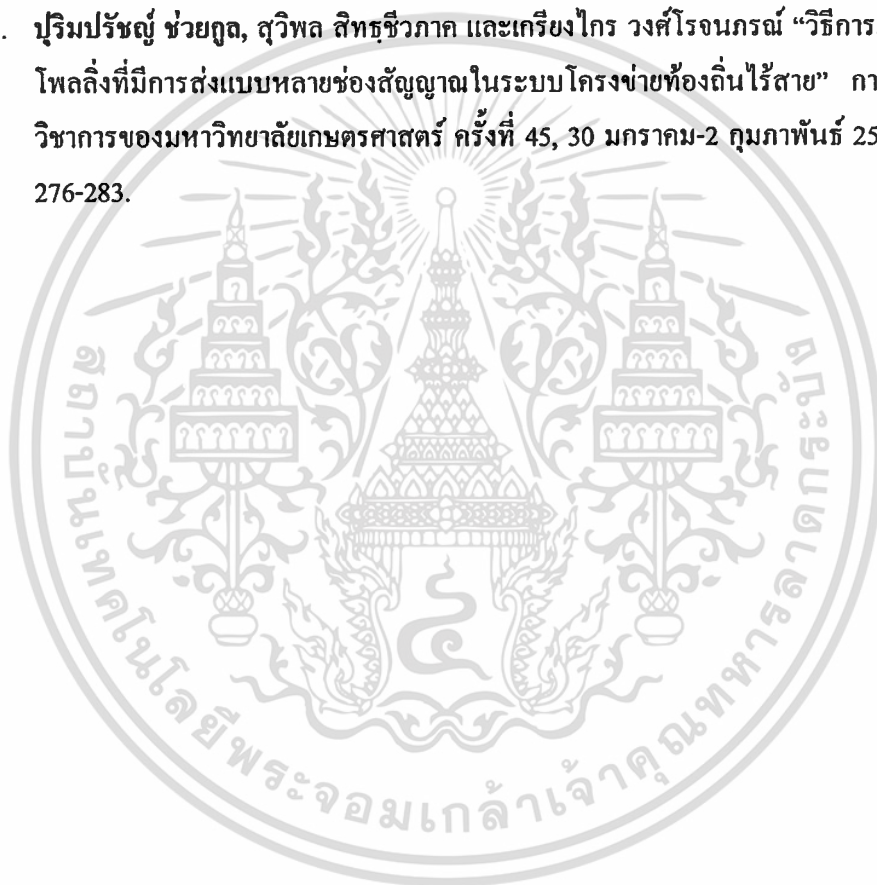 . ปุริมปรัชญ์ ช่วยกูล, สุวิพล สิทธุชีวภาค และเกรียงไกร วงศ์โรจนภรณ์ “วิธีการ
โพลลิ่งที่มีการส่งแบบหลายช่องสัญญาณในระบบโครงข่ายท้องถิ่นไร้สาย” กา
วิชาการของมหาวิทยาลัยเกษตรศาสตร์ ครั้งที่ 45, 30 มกราคม-2 กุมภาพันธ์ 25
276-283.
สถาบันเทคโนโลยีพระจอมเกล้าเจ้าคุณทหารลาดกระบัง